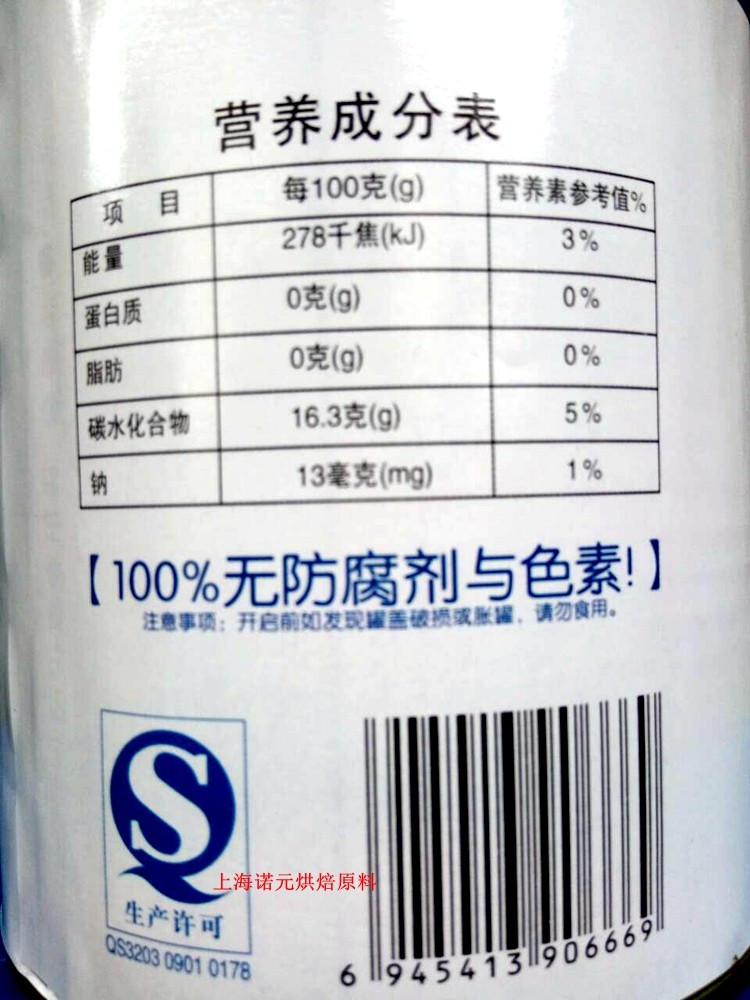 营养成分表
项 目 每100克(g) 营养素参考值%
能量 278千焦(kJ) 3%
蛋白质 0克(g) 0%
脂肪 0克(g) 0%
碳水化合物 16.3克(g) 5%
钠 13毫克(mg) 1%
【100%无防腐剂与色素!】
注意事项：开启前如发现罐盖破损或胀罐，请勿食用。
上海诺元烘焙原料
生产许可
QS3203 0901 0178
6 945413 906669